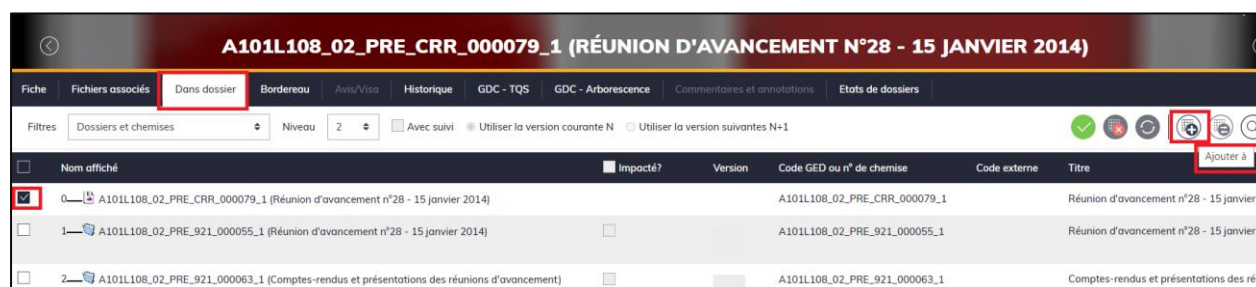 A101L108_02_PRE_CRR_000079_1 (RÉUNION D'AVANCEMENT N°28 - 15 JANVIER 2014)
Fiche Fichiers associés Dans dossier Bordereau Avis/Visa Historique GDC - TQS GDC - Arborescence Commentaires et annotations Etats de dossiers
Filtres Dossiers et chemises Niveau 2 Avec suivi Utiliser la version courante N Utiliser la version suivantes N+1
Ajouter à
Nom affiché Impacté? Version Code GED ou n° de chemise Code externe Titre
0 A101L108_02_PRE_CRR_000079_1 (Réunion d'avancement n°28 - 15 janvier 2014) A101L108_02_PRE_CRR_000079_1 Réunion d'avancement n°28 - 15 janvier
1 A101L108_02_PRE_921_000055_1 (Réunion d'avancement n°28 - 15 janvier 2014) A101L108_02_PRE_921_000055_1 Réunion d'avancement n°28 - 15 janvier
2 A101L108_02_PRE_921_000063_1 (Comptes-rendus et présentations des réunions d'avancement) A101L108_02_PRE_921_000063_1 Comptes-rendus et présentations des ré